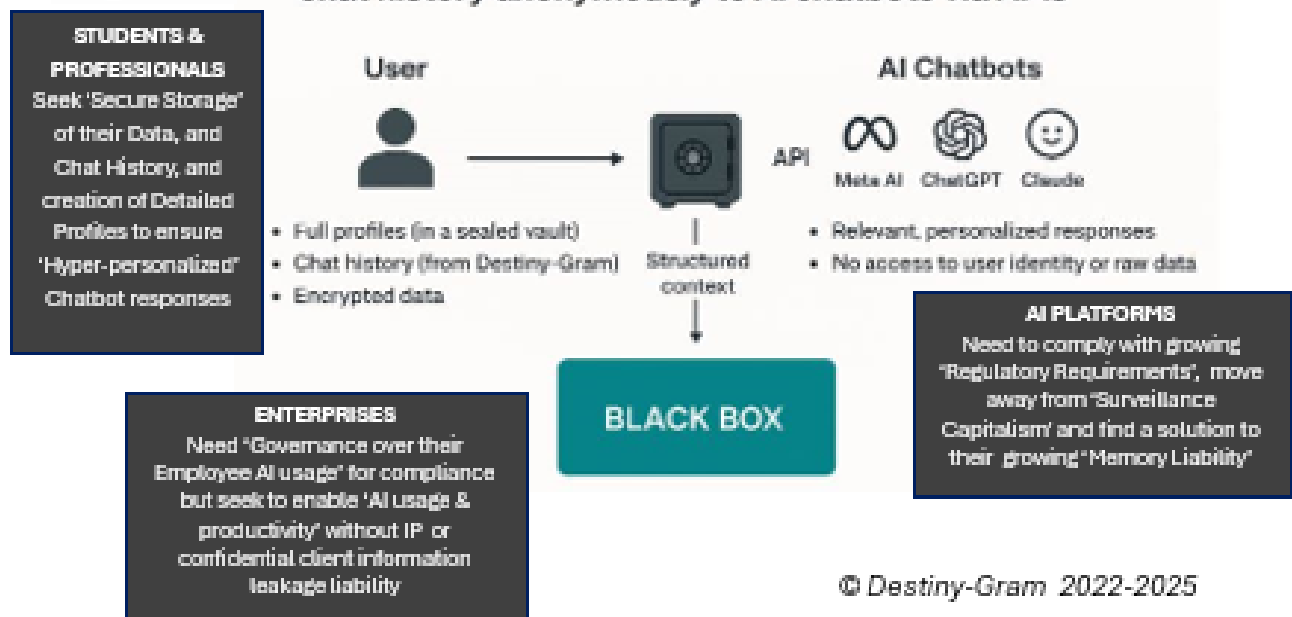 STUDENTS &
PROFESSIONALS
Seek 'Secure Storage'
of their Data, and
Chat History, and
creation of Detailed
Profiles to ensure
'Hyper-personalized'
Chatbot responses
User
AI Chatbots
API
Meta AI ChatGPT Claude
• Full profiles (in a sealed vault)
• Chat history (from Destiny-Gram)
• Encrypted data
Structured
context
• Relevant, personalized responses
• No access to user identity or raw data
BLACK BOX
AI PLATFORMS
Need to comply with growing
"Regulatory Requirements', move
away from "Surveillance
Capitalism' and find a solution to
their growing "Memory Liability'
ENTERPRISES
Need "Governance over their
Employee AI usage' for compliance
but seek to enable 'AI usage &
productivity' without IP or
confidential client information
leakage liability
© Destiny-Gram 2022-2025